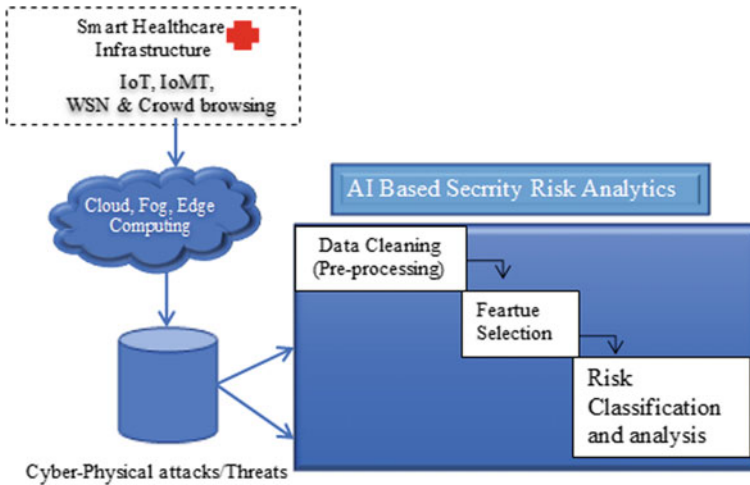 Smart Healthcare
Infrastructure
IoT, IoMT,
WSN & Crowd browsing
Cloud, Fog, Edge
Computing
AI Based Secrrity Risk Analytics
Data Cleaning
(Pre-processing)
Feartue
Selection
Risk
Classification
and analysis
Cyber-Physical attacks/Threats